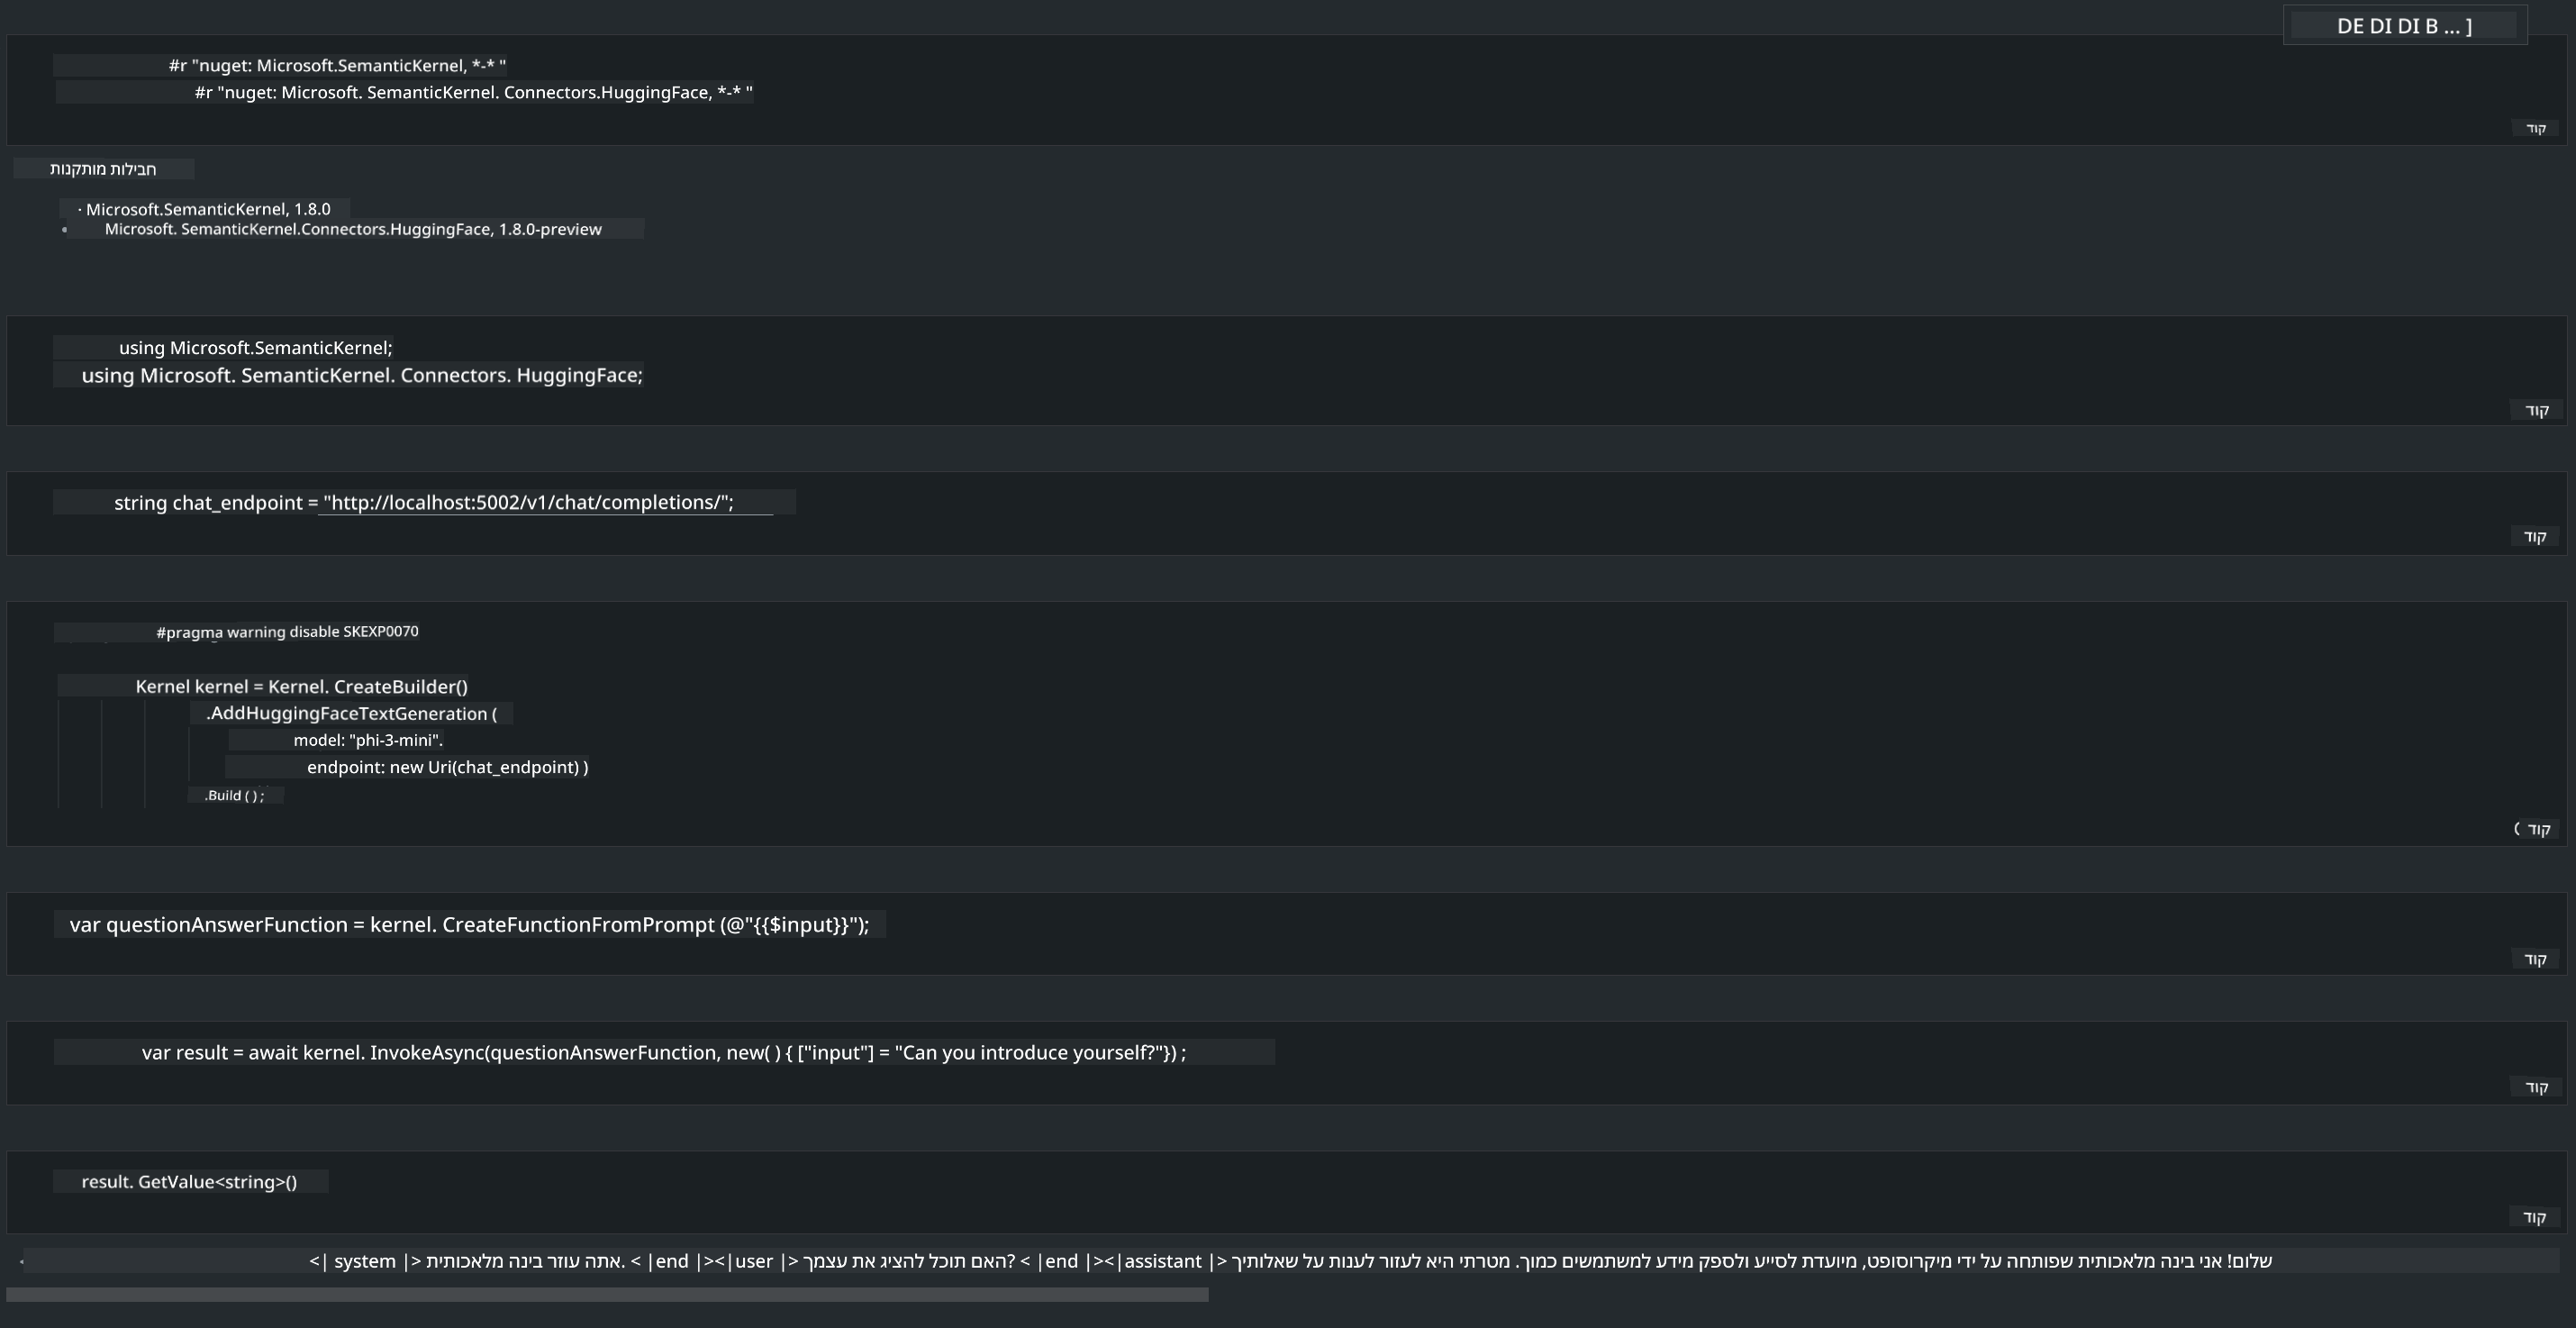 DE DI DI B ... ]
#r "nuget: Microsoft.SemanticKernel, *-* "
#r "nuget: Microsoft. SemanticKernel. Connectors.HuggingFace, *-* "
קוד
חבילות מותקנות
· Microsoft.SemanticKernel, 1.8.0
Microsoft. SemanticKernel.Connectors.HuggingFace, 1.8.0-preview
using Microsoft.SemanticKernel;
using Microsoft. SemanticKernel. Connectors. HuggingFace;
קוד
string chat_endpoint = "http://localhost:5002/v1/chat/completions/";
קוד
#pragma warning disable SKEXP0070
Kernel kernel = Kernel. CreateBuilder()
.AddHuggingFaceTextGeneration (
model: "phi-3-mini".
endpoint: new Uri(chat_endpoint) )
.Build ( ) ;
קוד
var questionAnswerFunction = kernel. CreateFunctionFromPrompt (@"{{$input}}");
קוד
var result = await kernel. InvokeAsync(questionAnswerFunction, new( ) { ["input"] = "Can you introduce yourself?"}) ;
קוד
result. GetValue<string>()
קוד
<| system |> אתה עוזר בינה מלאכותית. < |end |><|user |> האם תוכל להציג את עצמך? < |end |><|assistant |> שלום! אני בינה מלאכותית שפותחה על ידי מיקרוסופט, מיועדת לסייע ולספק מידע למשתמשים כמוך. מטרתי היא לעזור לענות על שאלותיך